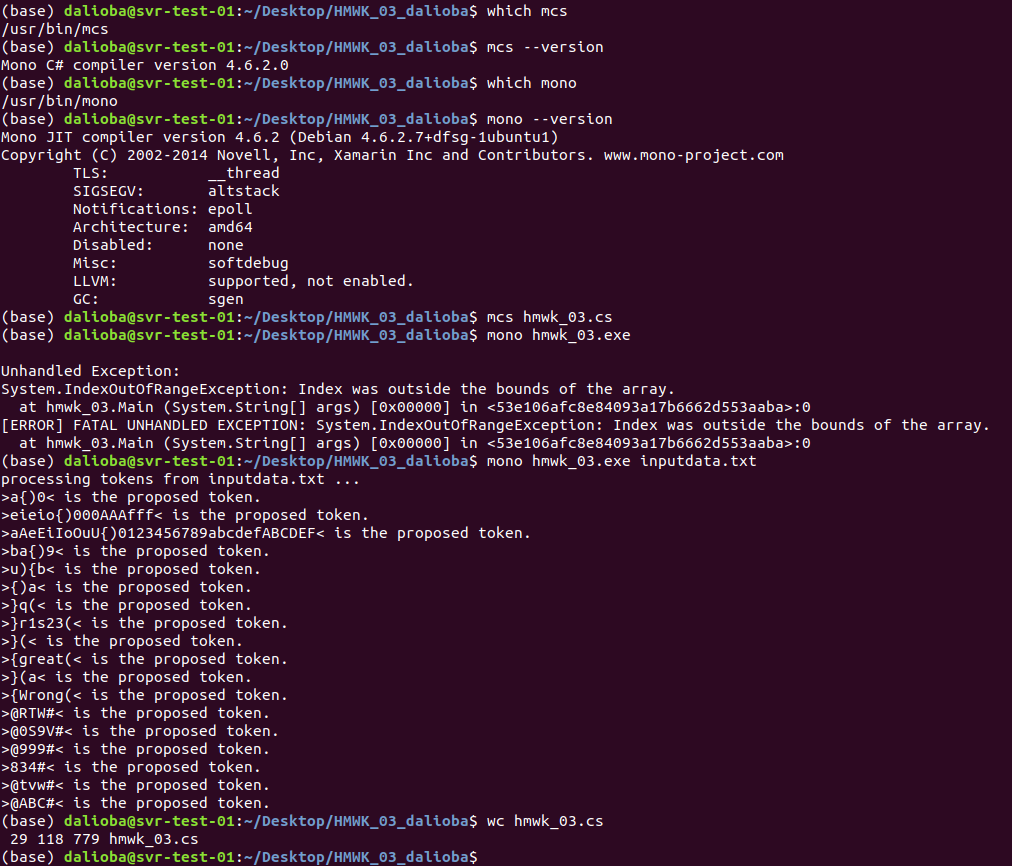 (base) dalioba@svr-test-01:~/Desktop/HMWK_03_dalioba$ which mcs
/usr/bin/mcs
(base) dalioba@svr-test-01:~/Desktop/HMWK_03_dalioba$ mcs --version
Mono C# compiler version 4.6.2.0
(base) dalioba@svr-test-01:~/Desktop/HMWK_03_dalioba$ which mono
/usr/bin/mono
(base) dalioba@svr-test-01:~/Desktop/HMWK_03_dalioba$ mono --version
Mono JIT compiler version 4.6.2 (Debian 4.6.2.7+dfsg-1ubuntu1)
Copyright (C) 2002-2014 Novell, Inc, Xamarin Inc and Contributors. www.mono-project.com
        TLS:           __thread
        SIGSEGV:       altstack
        Notifications: epoll
        Architecture:  amd64
        Disabled:      none
        Misc:          softdebug
        LLVM:          supported, not enabled.
        GC:            sgen
(base) dalioba@svr-test-01:~/Desktop/HMWK_03_dalioba$ mcs hmwk_03.cs
(base) dalioba@svr-test-01:~/Desktop/HMWK_03_dalioba$ mono hmwk_03.exe

Unhandled Exception:
System.IndexOutOfRangeException: Index was outside the bounds of the array.
  at hmwk_03.Main (System.String[] args) [0x00000] in <53e106afc8e84093a17b6662d553aaba>:0
[ERROR] FATAL UNHANDLED EXCEPTION: System.IndexOutOfRangeException: Index was outside the bounds of the array.
  at hmwk_03.Main (System.String[] args) [0x00000] in <53e106afc8e84093a17b6662d553aaba>:0
(base) dalioba@svr-test-01:~/Desktop/HMWK_03_dalioba$ mono hmwk_03.exe inputdata.txt
processing tokens from inputdata.txt ...
>a{)0< is the proposed token.
>eieio{)000AAAfff< is the proposed token.
>aAeEiIoOuU{)0123456789abcdefABCDEF< is the proposed token.
>ba{)9< is the proposed token.
>u){b< is the proposed token.
>{)a< is the proposed token.
>}q(< is the proposed token.
>}r1s23(< is the proposed token.
>}(< is the proposed token.
>{great(< is the proposed token.
>}(a< is the proposed token.
>{Wrong(< is the proposed token.
>@RTW#< is the proposed token.
>@0S9V#< is the proposed token.
>@999#< is the proposed token.
>834#< is the proposed token.
>@tvw#< is the proposed token.
>@ABC#< is the proposed token.
(base) dalioba@svr-test-01:~/Desktop/HMWK_03_dalioba$ wc hmwk_03.cs
 29 118 779 hmwk_03.cs
(base) dalioba@svr-test-01:~/Desktop/HMWK_03_dalioba$